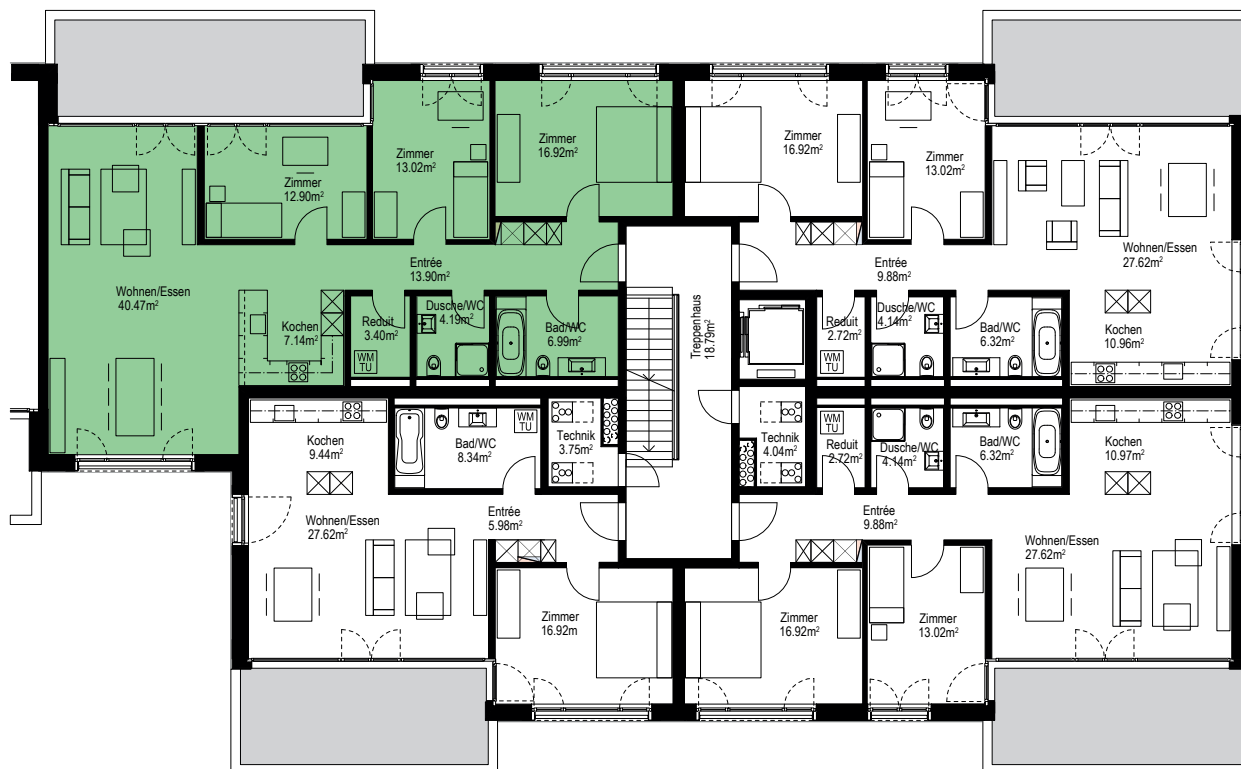 Zimmer
16.92m²
Zimmer
16.92m²
Zimmer
13.02m²
Zimmer
13.02m²
Zimmer
12.90m²
Wohnen/Essen
27.62m²
Entrée
13.90m²
Entrée
9.88m²
Wohnen/Essen
40.47m²
Kochen
7.14m²
Reduit
3.40m²
WM
TU
Dusche/WC
4.19m²
Bad/WC
6.99m²
Treppenhaus
18.79m²
Reduit
2.72m²
WM
TU
Dusche/WC
4.14m²
Bad/WC
6.32m²
Kochen
10.96m²
Kochen
9.44m²
Bad/WC
8.34m²
WM
TU
Technik
3.75m²
Technik
4.04m²
WM
TU
Reduit
2.72m²
Dusche/WC
4.14m²
Bad/WC
6.32m²
Kochen
10.97m²
Wohnen/Essen
27.62m²
Entrée
5.98m²
Entrée
9.88m²
Wohnen/Essen
27.62m²
Zimmer
16.92m
Zimmer
16.92m²
Zimmer
13.02m²